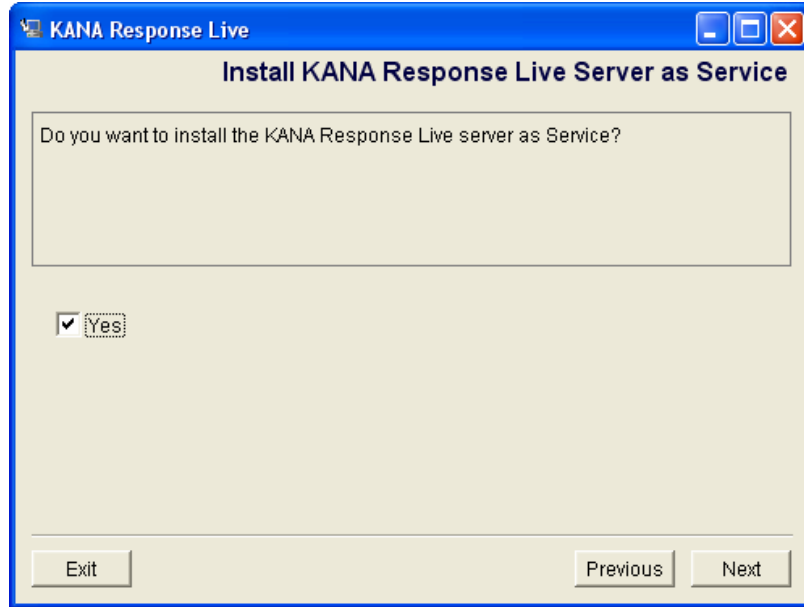 KANA Response Live
Install KANA Response Live Server as Service
Do you want to install the KANA Response Live server as Service?
Yes
Exit
Previous
Next